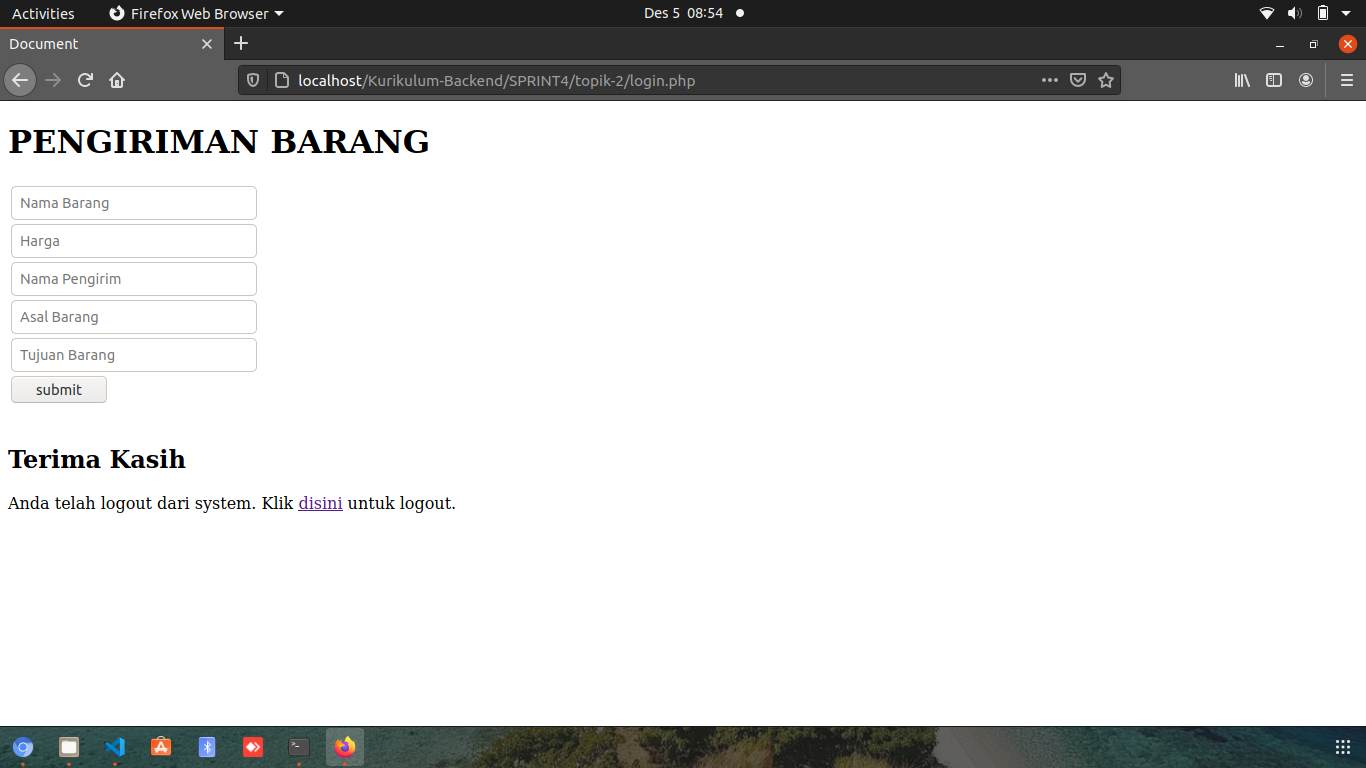 Activities
Firefox Web Browser
Des 5 08:54
Document
localhost/Kurikulum-Backend/SPRINT4/topik-2/login.php
PENGIRIMAN BARANG
Nama Barang
Harga
Nama Pengirim
Asal Barang
Tujuan Barang
submit
Terima Kasih
Anda telah logout dari system. Klik disini untuk logout.